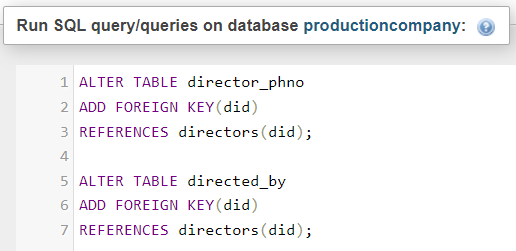 Run SQL query/queries on database productioncompany:
1 ALTER TABLE director_phno
2 ADD FOREIGN KEY(did)
3 REFERENCES directors(did);
4
5 ALTER TABLE directed_by
6 ADD FOREIGN KEY(did)
7 REFERENCES directors(did);